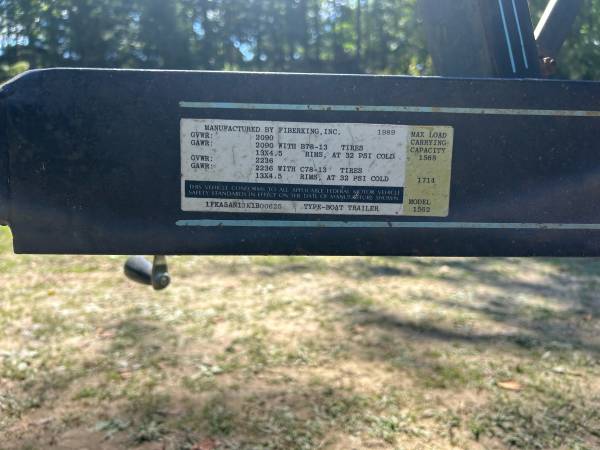 MANUFACTURED BY FIBERKING, INC. 1989
GVWR: 2090
GAWR: 2090 WITH B78-13 TIRES
13X4.5 RIMS, AT 32 PSI COLD
GVWR: 2236
GAWR: 2236 WITH C78-13 TIRES
13X4.5 RIMS, AT 32 PSI COLD
THIS VEHICLE CONFORMS TO ALL APPLICABLE FEDERAL MOTOR VEHICLE
SAFETY STANDARDS IN EFFECT ON THE DATE OF MANUFACTURE SHOWN ABOVE
TYPE-BOAT TRAILER
MAX LOAD
CARRYING
CAPACITY
1568
1714
MODEL
1562